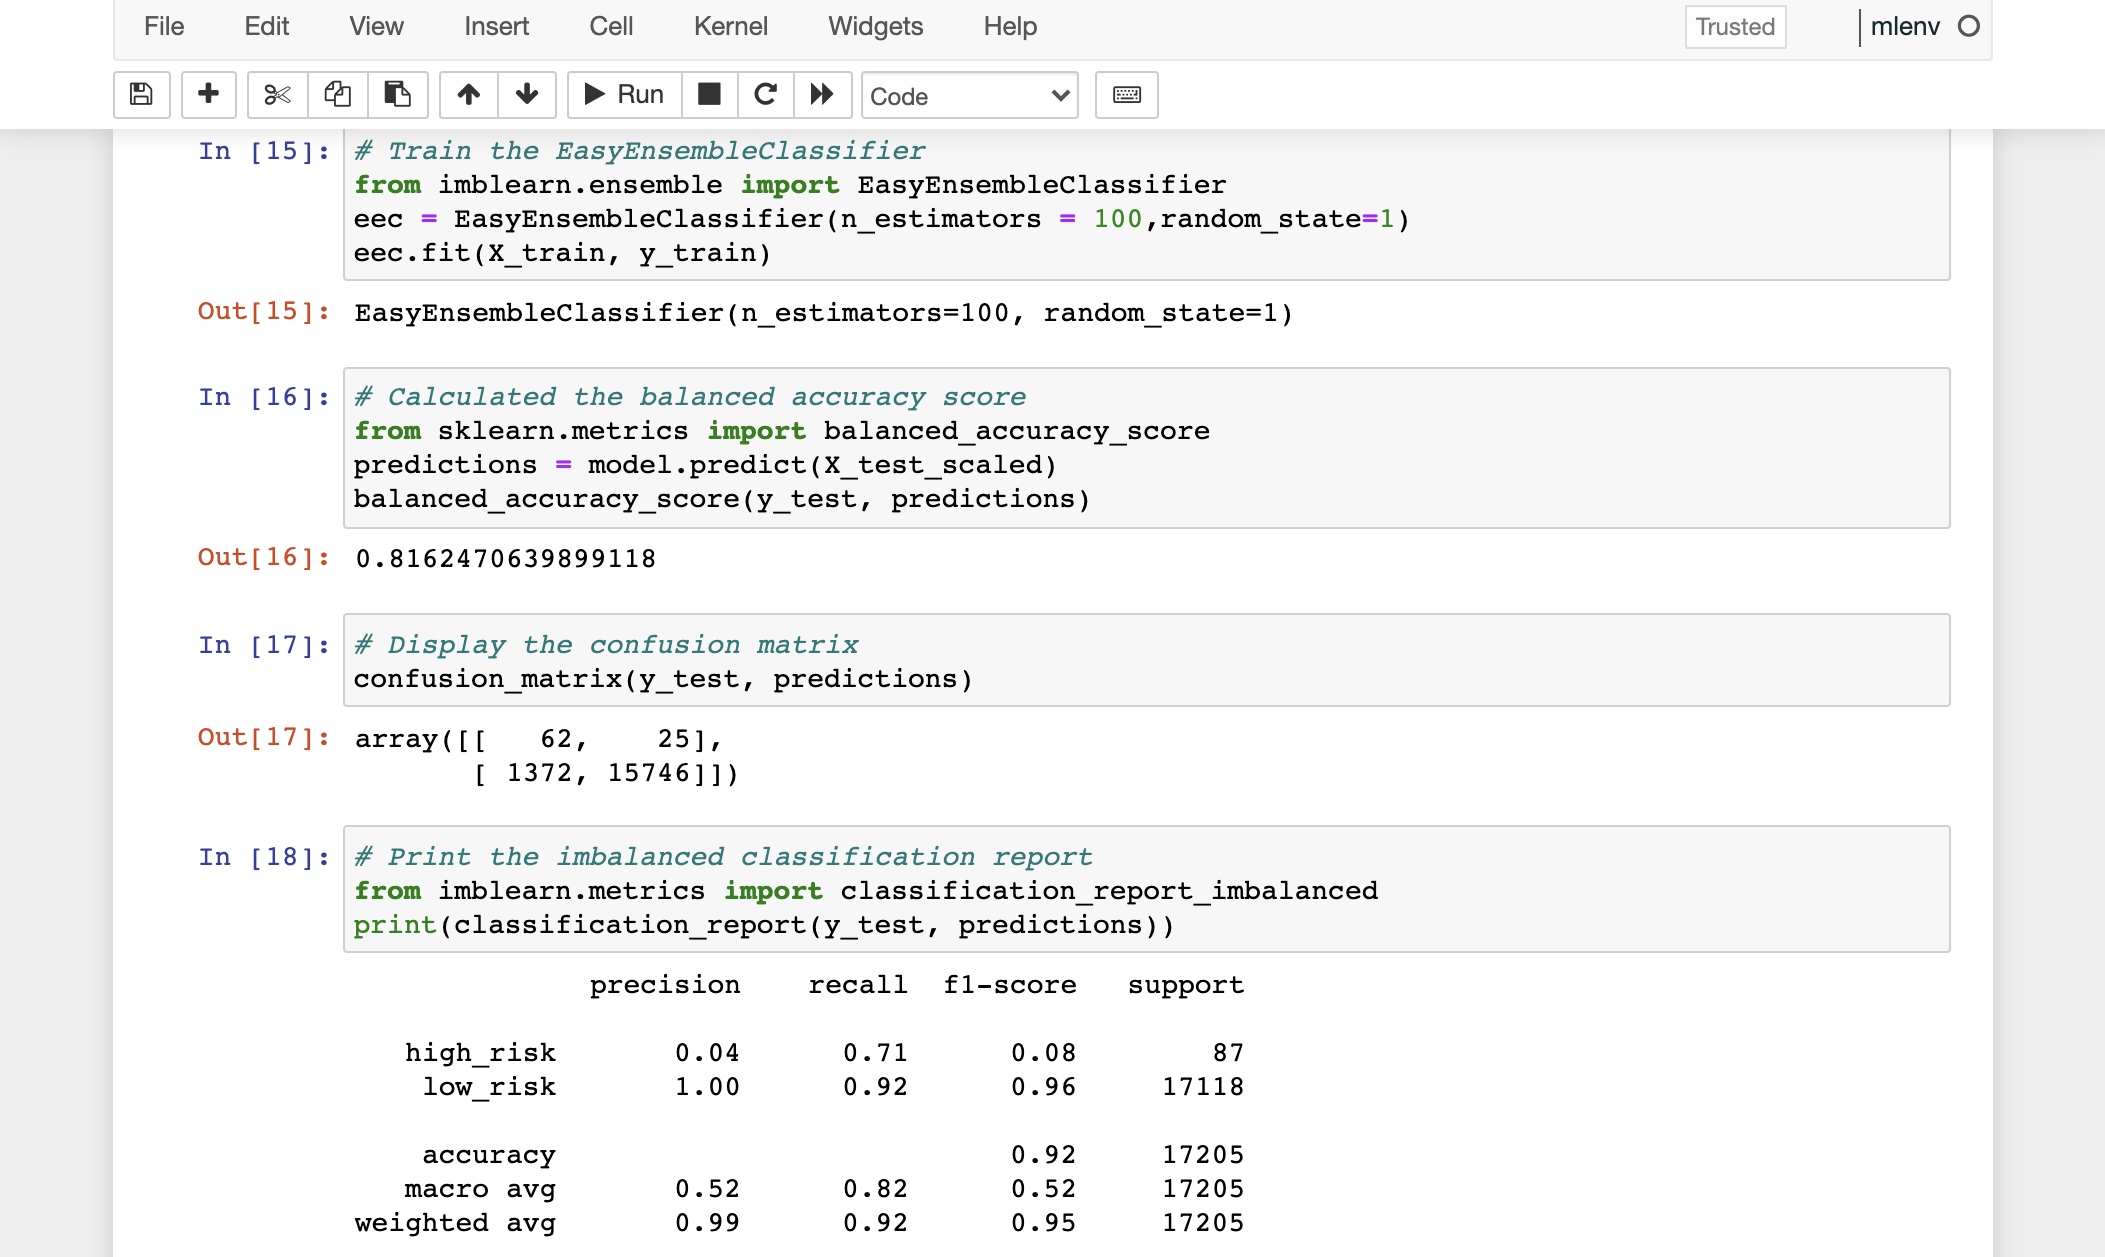 File Edit View Insert Cell Kernel Widgets Help Trusted mlenv
Run Code
In [15]: # Train the EasyEnsembleClassifier
from imblearn.ensemble import EasyEnsembleClassifier
eec = EasyEnsembleClassifier(n_estimators = 100,random_state=1)
eec.fit(X_train, y_train)
Out[15]: EasyEnsembleClassifier(n_estimators=100, random_state=1)
In [16]: # Calculated the balanced accuracy score
from sklearn.metrics import balanced_accuracy_score
predictions = model.predict(X_test_scaled)
balanced_accuracy_score(y_test, predictions)
Out[16]: 0.8162470639899118
In [17]: # Display the confusion matrix
confusion_matrix(y_test, predictions)
Out[17]: array([[   62,    25],
       [ 1372, 15746]])
In [18]: # Print the imbalanced classification report
from imblearn.metrics import classification_report_imbalanced
print(classification_report(y_test, predictions))
precision recall f1-score support
high_risk 0.04 0.71 0.08 87
low_risk 1.00 0.92 0.96 17118
accuracy 0.92 17205
macro avg 0.52 0.82 0.52 17205
weighted avg 0.99 0.92 0.95 17205